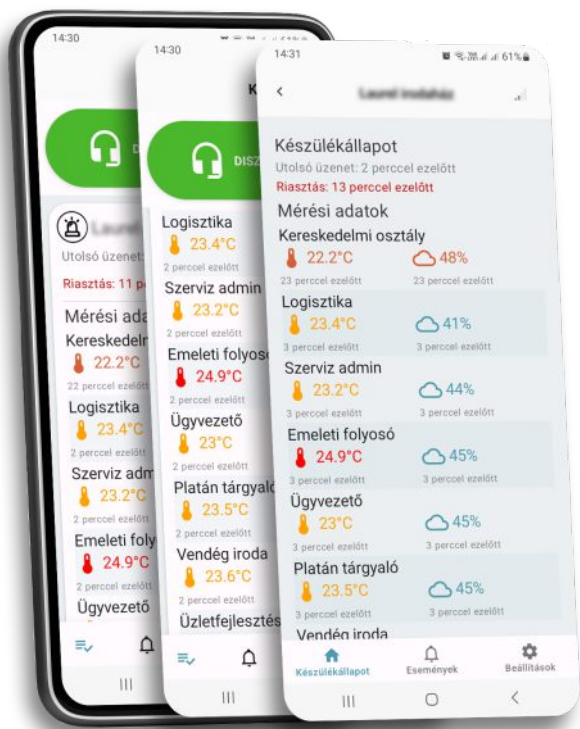 14:30
Utolsó üzenet:
Riasztás: 11
Mérési
22.2°C
22 perccel ezelőtt
Logisztika
23.4°C
2 perccel ezelőtt
Szerviz
23.2°C
2 perccel ezelőtt
Emeleti
24.9°C
2 perccel ezelőtt
Ügyvezető
14:30
K
DISZ
Logisztika
23.4°C
2 perccel ezelőtt
Szerviz admin
23.2°C
2 perccel ezelőtt
Emeleti
24.9°C
2 perccel ezelőtt
Ügyvezető
23°C
2 perccel ezelőtt
Platán
23.5°C
2 perccel ezelőtt
Vendég iroda
23.6°C
2 perccel ezelőtt
Üzletfejlesztés
14:31
61%
Készülékállapot
Utolsó üzenet: 2 perccel ezelőtt
Riasztás: 13 perccel ezelőtt
Mérési adatok
Kereskedelmi osztály
22.2°C 48%
23 perccel ezelőtt 23 perccel ezelőtt
Logisztika
23.4°C 41%
3 perccel ezelőtt 3 perccel ezelőtt
Szerviz admin
23.2°C 44%
3 perccel ezelőtt 3 perccel ezelőtt
Emeleti folyosó
24.9°C 45%
3 perccel ezelőtt 3 perccel ezelőtt
Ügyvezető
23°C 45%
3 perccel ezelőtt 3 perccel ezelőtt
Platán tárgyaló
23.5°C 45%
3 perccel ezelőtt 3 perccel ezelőtt
Vendég iroda
Készülékállapot Események Beállítások